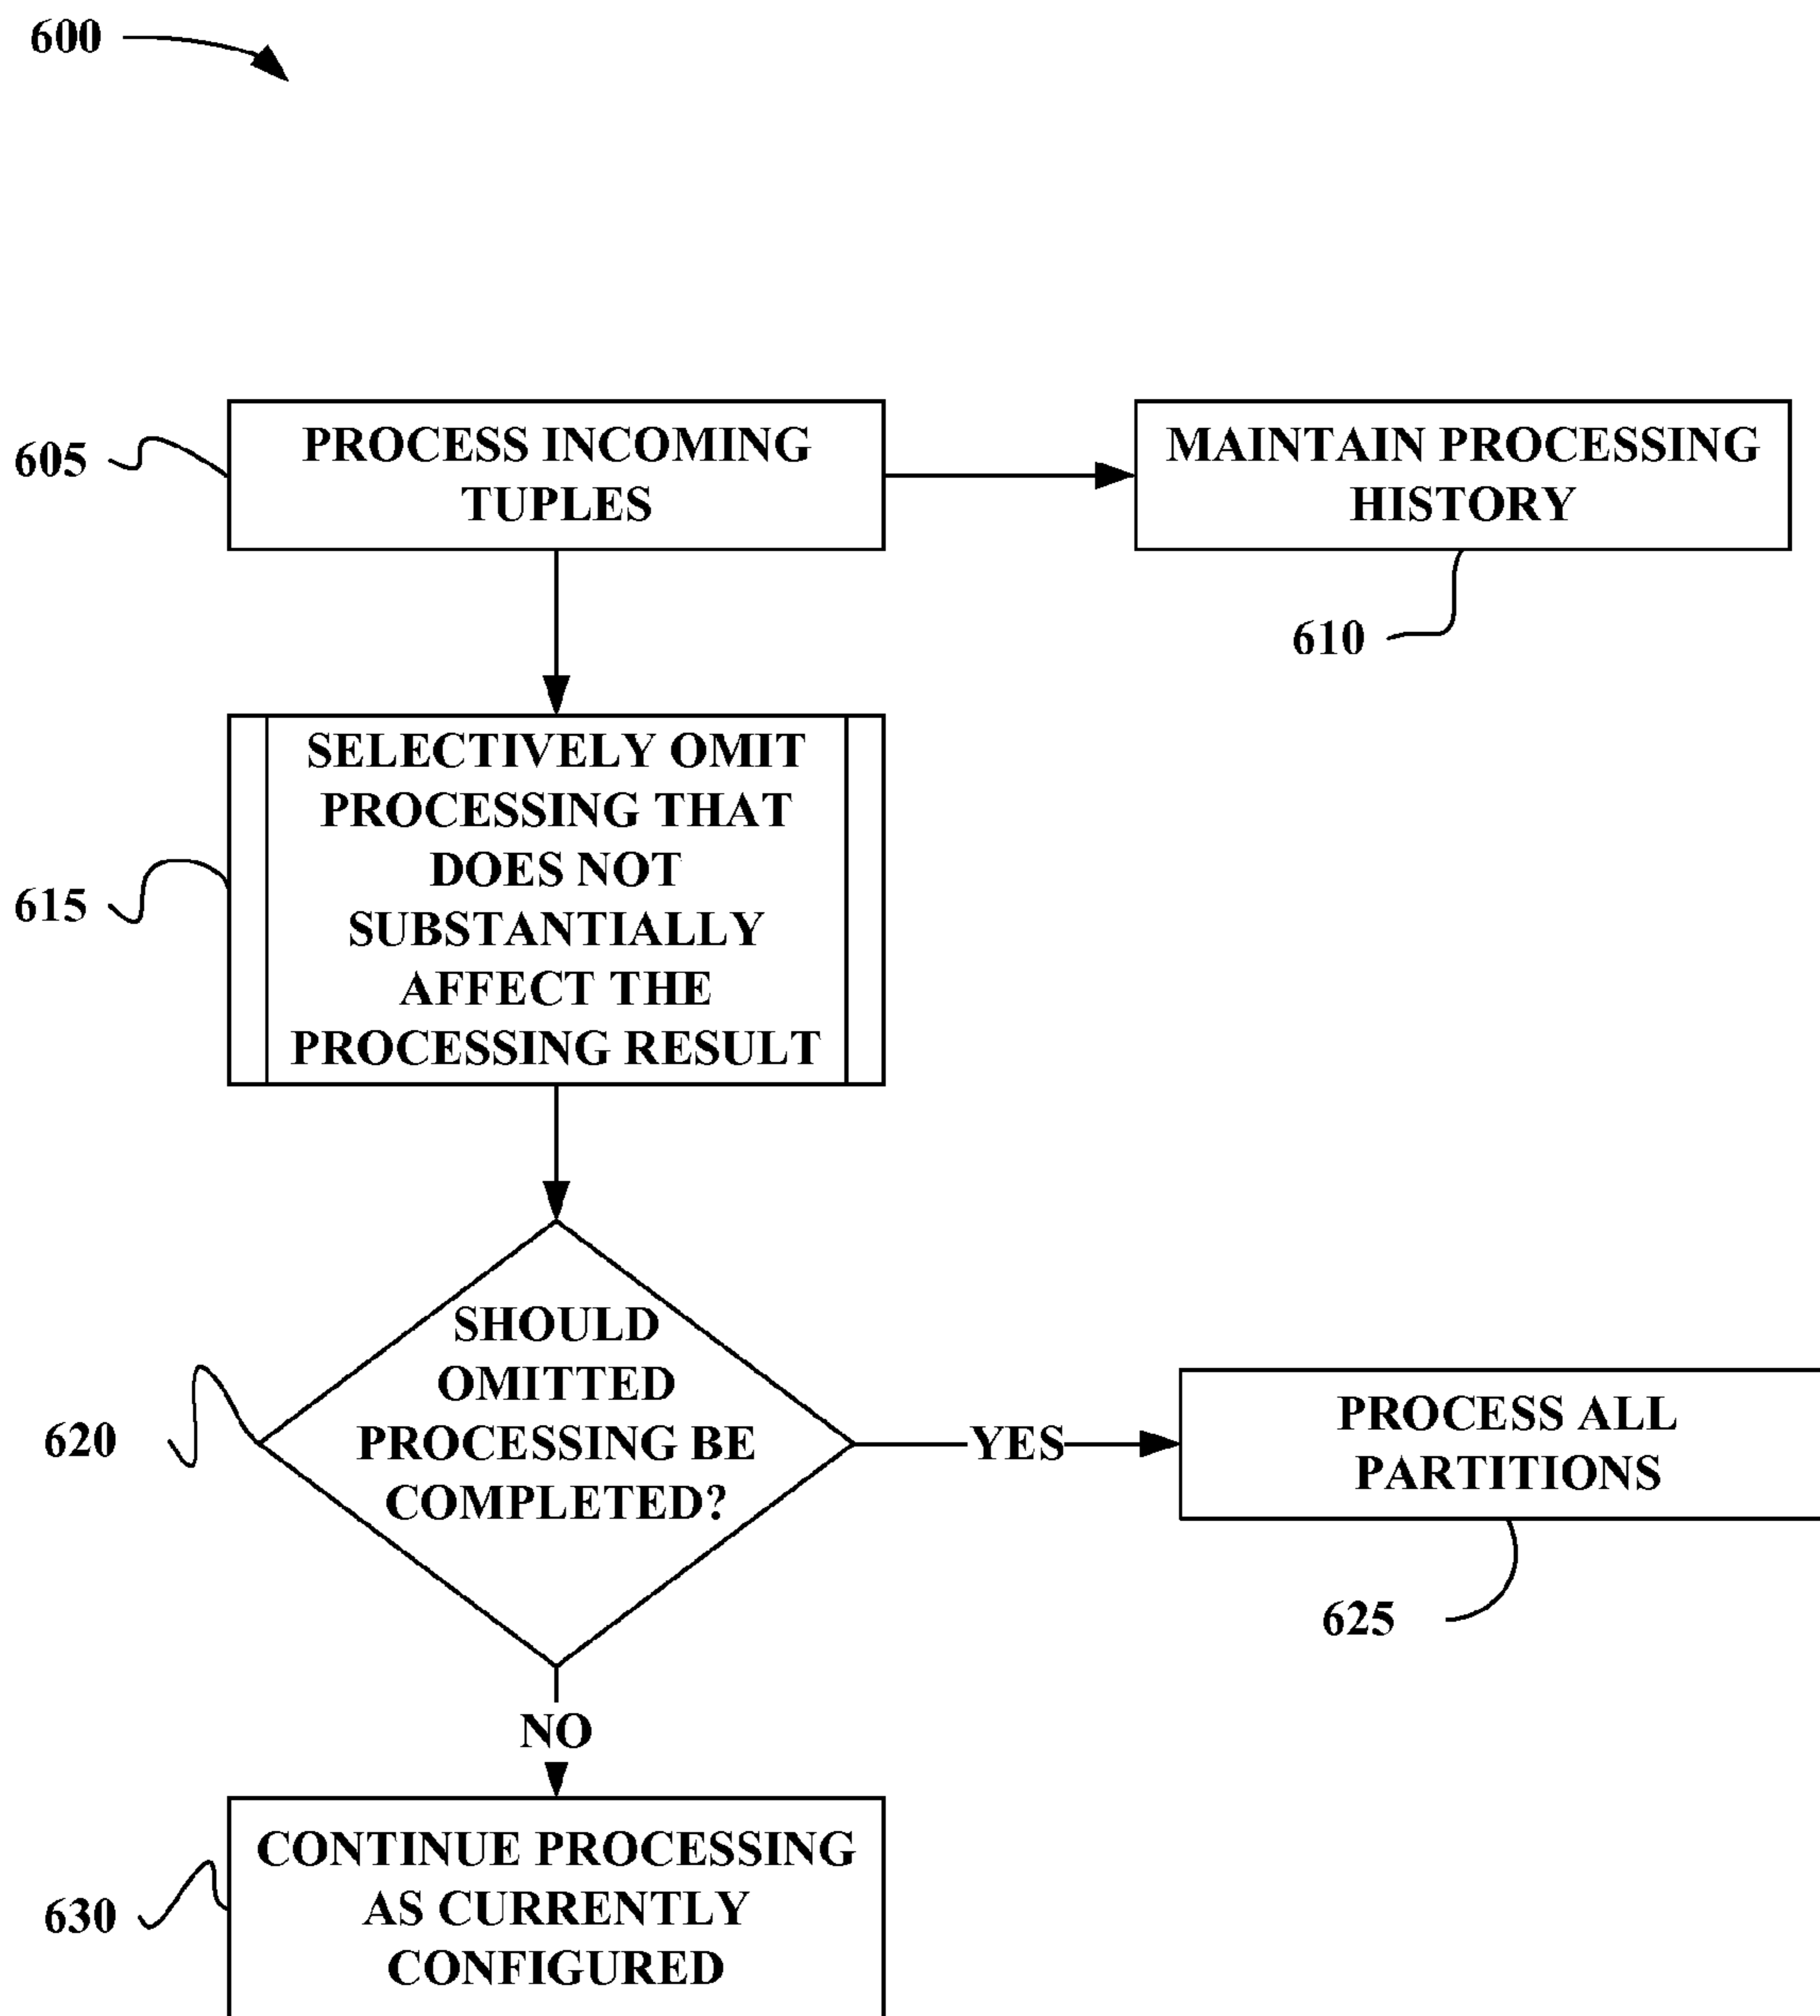 600
605
PROCESS INCOMING
TUPLES
MAINTAIN PROCESSING
HISTORY
610
615
SELECTIVELY OMIT
PROCESSING THAT
DOES NOT
SUBSTANTIALLY
AFFECT THE
PROCESSING RESULT
620
SHOULD
OMITTED
PROCESSING BE
COMPLETED?
YES
PROCESS ALL
PARTITIONS
625
NO
630
CONTINUE PROCESSING
AS CURRENTLY
CONFIGURED